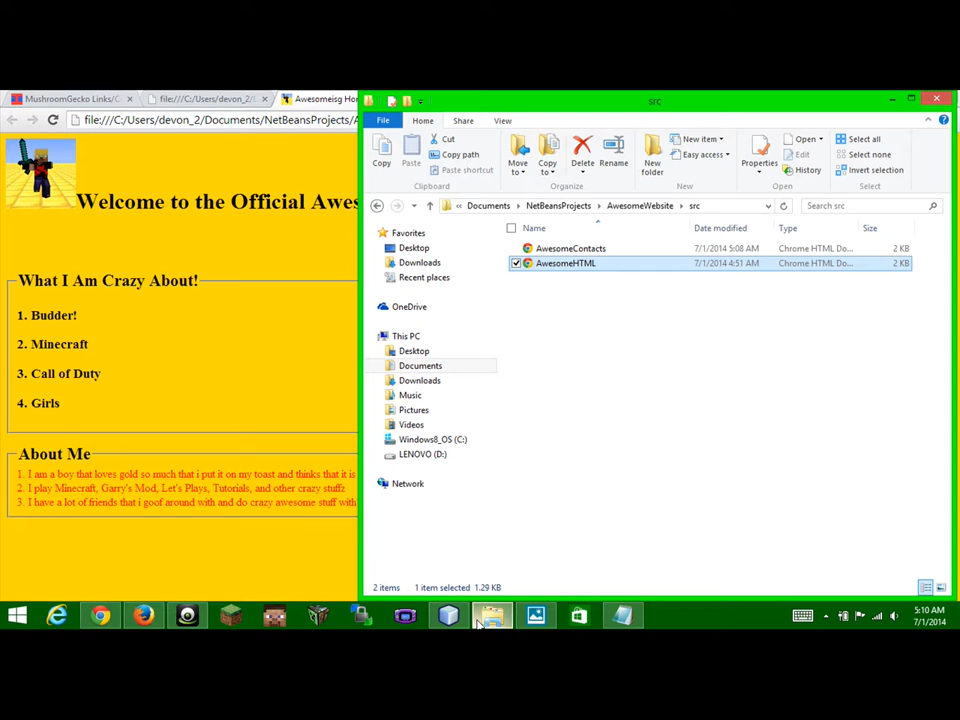 MushroomGecko Links/C
file:///C:/Users/devon_2/
Awesomeisg Ho
file:///C:/Users/devon_2/Documents/NetBeansProjects/
Welcome to the Official Awes
What I Am Crazy About!
1. Budder!
2. Minecraft
3. Call of Duty
4. Girls
About Me
1. I am a boy that loves gold so much that i put it on my toast and thinks that it is
2. I play Minecraft, Garry's Mod, Let's Plays, Tutorials, and other crazy stuffz
3. I have a lot of friends that i goof around with and do crazy awesome stuff with
src
File
Home
Share
View
Copy
Paste
Cut
Copy path
Paste shortcut
Clipboard
Move to
Copy to
Delete
Rename
Organize
New folder
New item
Easy access
New
Properties
Open
Edit
History
Open
Select all
Select none
Invert selection
Select
« Documents NetBeansProjects AwesomeWebsite src
Search src
Name Date modified Type Size
AwesomeContacts 7/1/2014 5:08 AM Chrome HTML Do... 2 KB
AwesomeHTML 7/1/2014 4:51 AM Chrome HTML Do... 2 KB
Favorites
Desktop
Downloads
Recent places
OneDrive
This PC
Desktop
Documents
Downloads
Music
Pictures
Videos
Windows8_OS (C:)
LENOVO (D:)
Network
2 items 1 item selected 1.29 KB
5:10 AM
7/1/2014